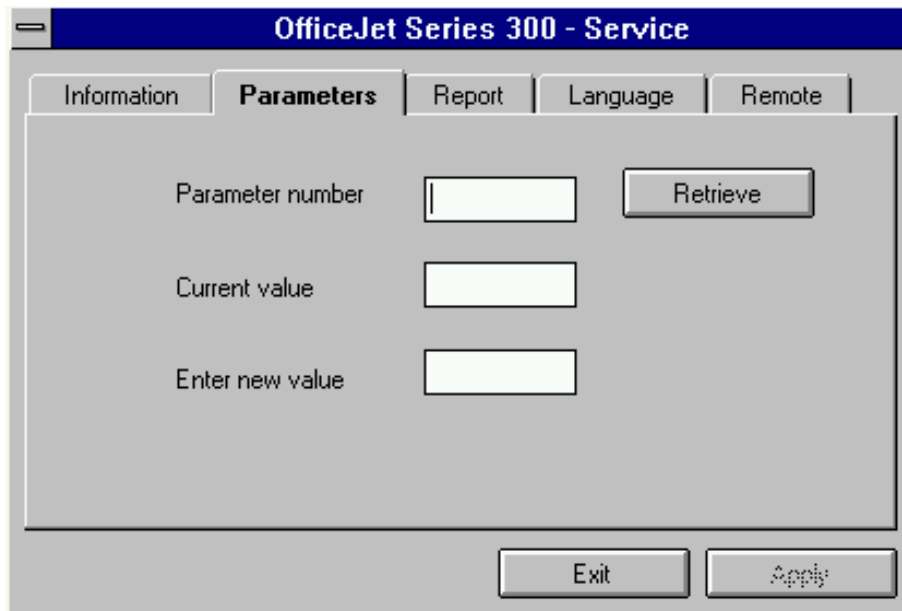 OfficeJet Series 300 - Service
Information Parameters Report Language Remote
Parameter number Retrieve
Current value
Enter new value
Exit Apply